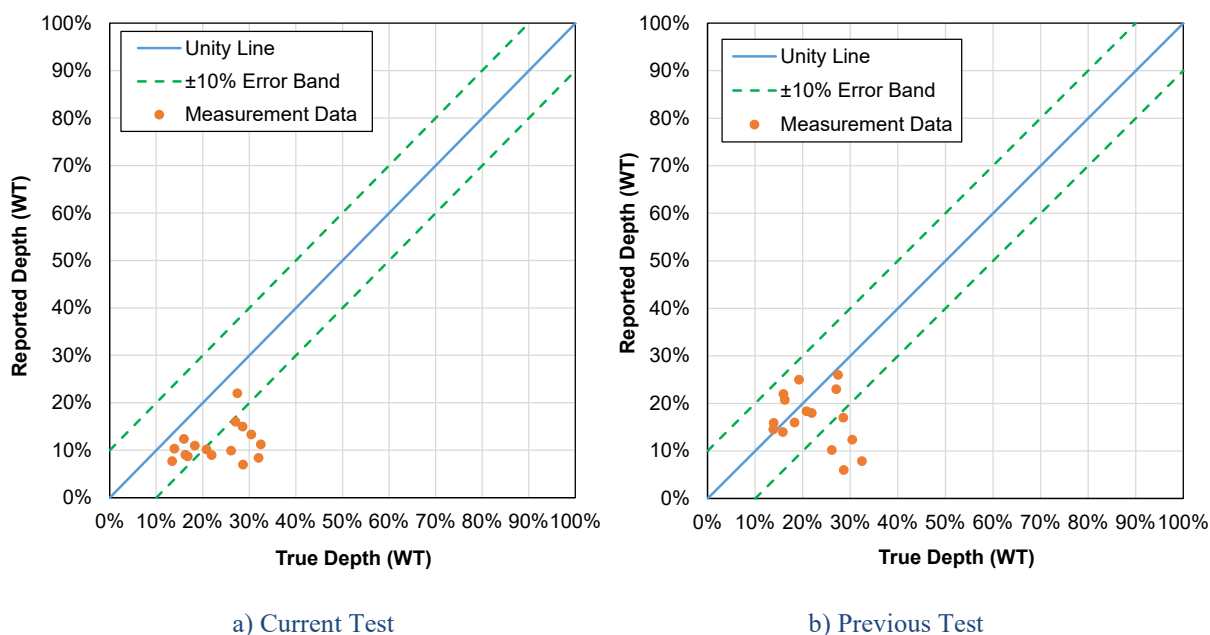 100%
90%
80%
70%
60%
50%
40%
30%
20%
10%
0%
Reported Depth (WT)
Unity Line
±10% Error Band
Measurement Data
0% 10% 20% 30% 40% 50% 60% 70% 80% 90% 100%
True Depth (WT)
a) Current Test
100%
90%
80%
70%
60%
50%
40%
30%
20%
10%
0%
Reported Depth (WT)
Unity Line
±10% Error Band
Measurement Data
0% 10% 20% 30% 40% 50% 60% 70% 80% 90% 100%
True Depth (WT)
b) Previous Test